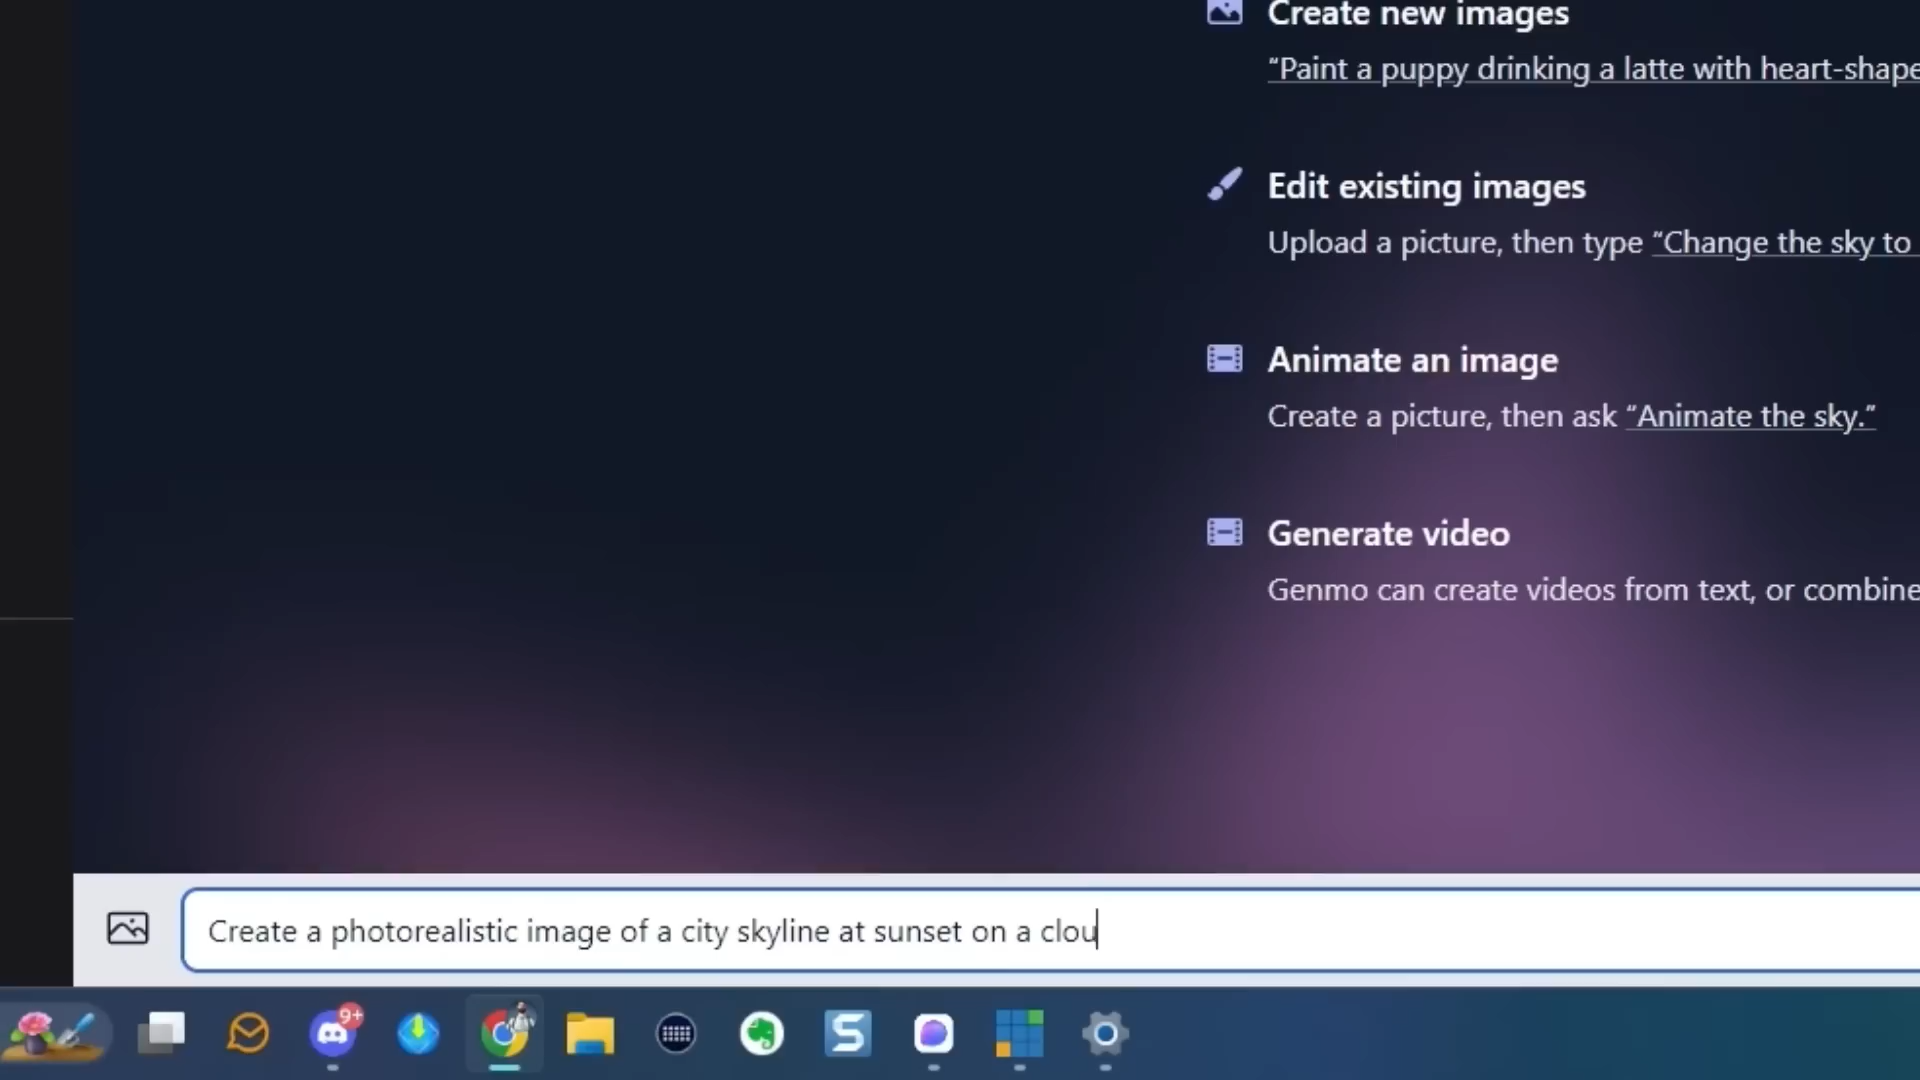 Create new images
“Paint a puppy drinking a latte with heart-shape
Edit existing images
Upload a picture, then type “Change the sky to
Animate an image
Create a picture, then ask “Animate the sky.”
Generate video
Genmo can create videos from text, or combine
Create a photorealistic image of a city skyline at sunset on a clou
9+
S